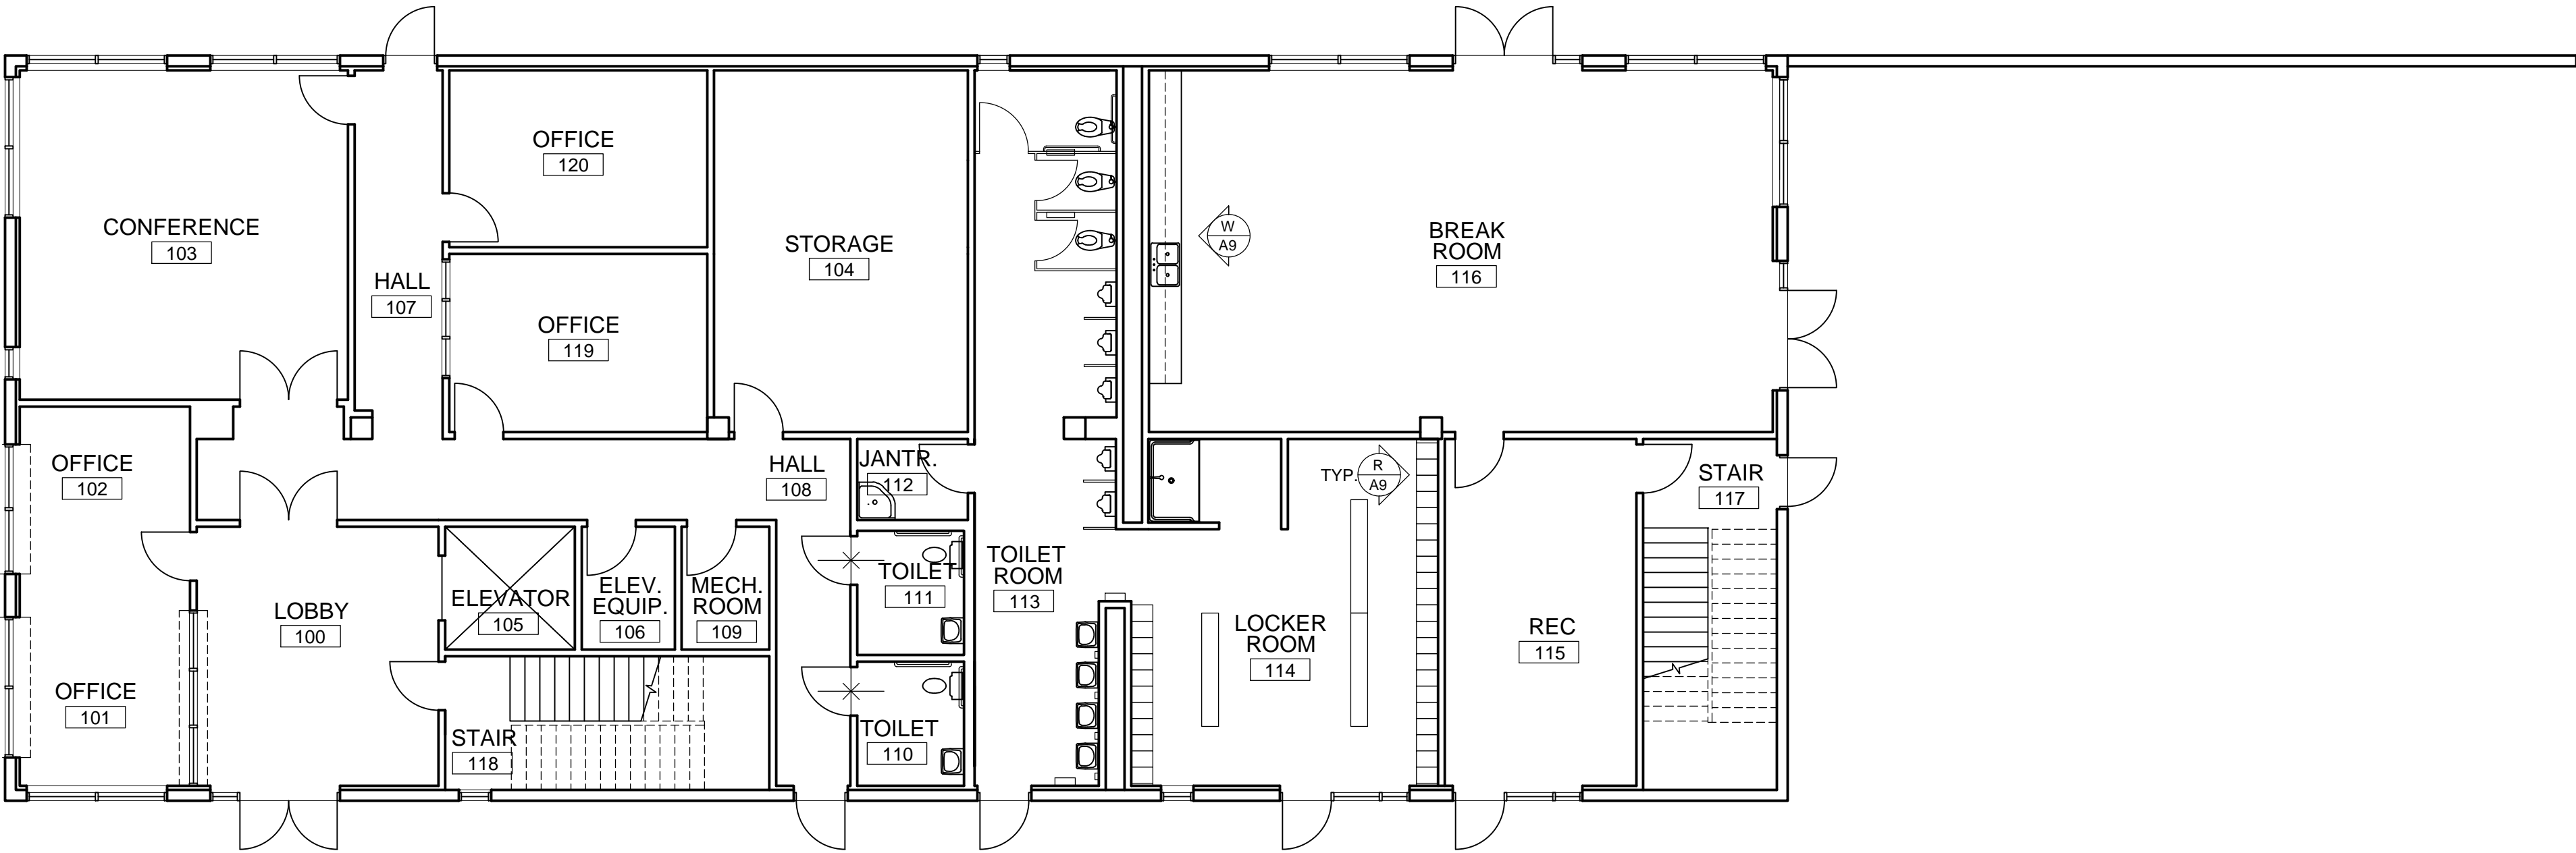 OFFICE
120
CONFERENCE
103
HALL
107
OFFICE
119
STORAGE
104
W
A9
BREAK
ROOM
116
OFFICE
102
HALL
108
JANTR.
112
TYP.
R
A9
STAIR
117
LOBBY
100
ELEVATOR
105
ELEV.
EQUIP.
106
MECH.
ROOM
109
TOILET
111
TOILET
ROOM
113
LOCKER
ROOM
114
REC
115
OFFICE
101
STAIR
118
TOILET
110